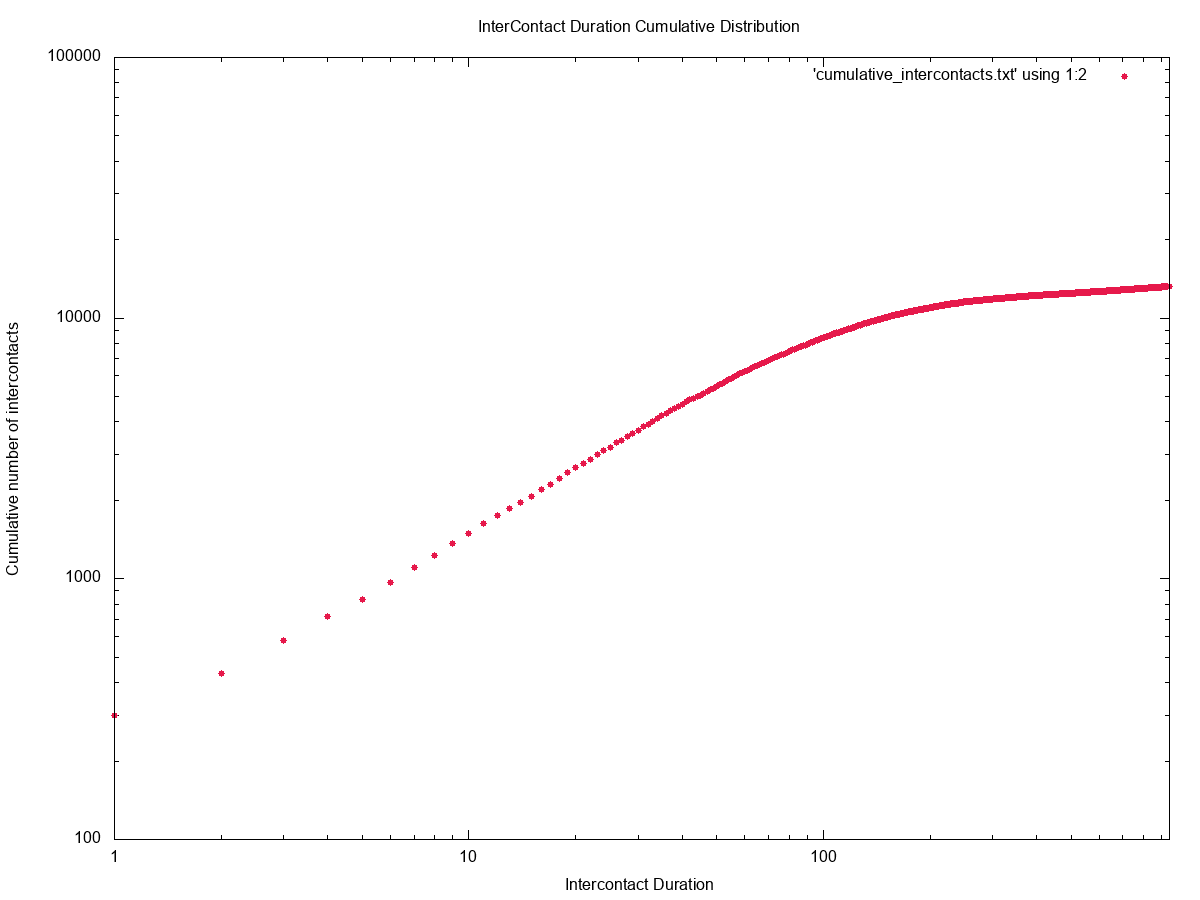 InterContact Duration Cumulative Distribution
'cumulative_intercontacts.txt' using 1:2
100000
10000
1000
100
Cumulative number of intercontacts
1
10
100
Intercontact Duration